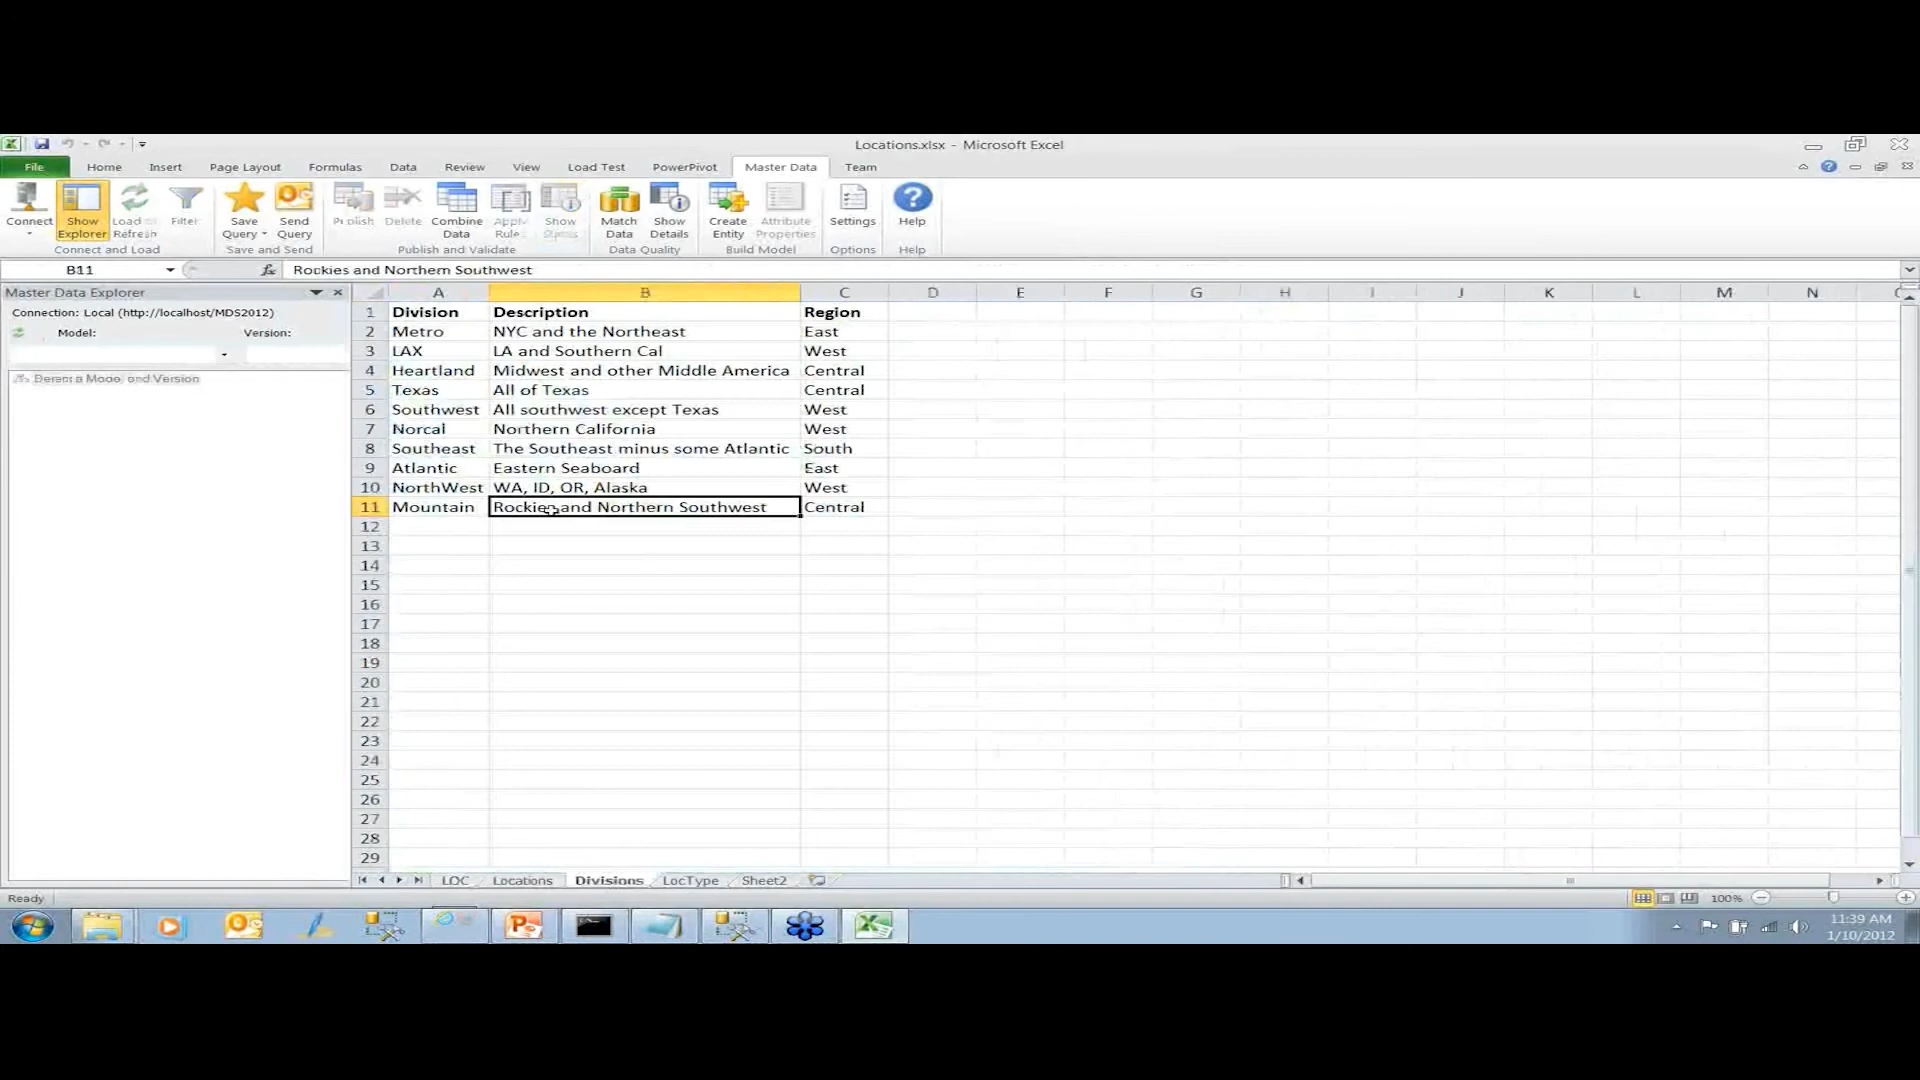 Locations.xlsx - Microsoft Excel
File Home Insert Page Layout Formulas Data Review View Load Test PowerPivot Master Data Team
Connect Show Explorer Load Refresh Filter Save Query Send Query Publish Delete Combine Data Apply Rules Show Status Match Data Show Details Create Entity Attribute Properties Settings Help
Connect and Load Save and Send Publish and Validate Data Quality Build Model Options Help
B11 fx Rockies and Northern Southwest
Master Data Explorer
Connection: Local (http://localhost/MDS2012)
Model: Version:
A B C D E F G H I J K L M N
1 Division Description Region
2 Metro NYC and the Northeast East
3 LAX LA and Southern Cal West
4 Heartland Midwest and other Middle America Central
5 Texas All of Texas Central
6 Southwest All southwest except Texas West
7 Norcal Northern California West
8 Southeast The Southeast minus some Atlantic South
9 Atlantic Eastern Seaboard East
10 NorthWest WA, ID, OR, Alaska West
11 Mountain Rockies and Northern Southwest Central
12
13
14
15
16
17
18
19
20
21
22
23
24
25
26
27
28
29
LOC Locations Divisions LocType Sheet2
Ready 100%
11:39 AM
1/10/2012